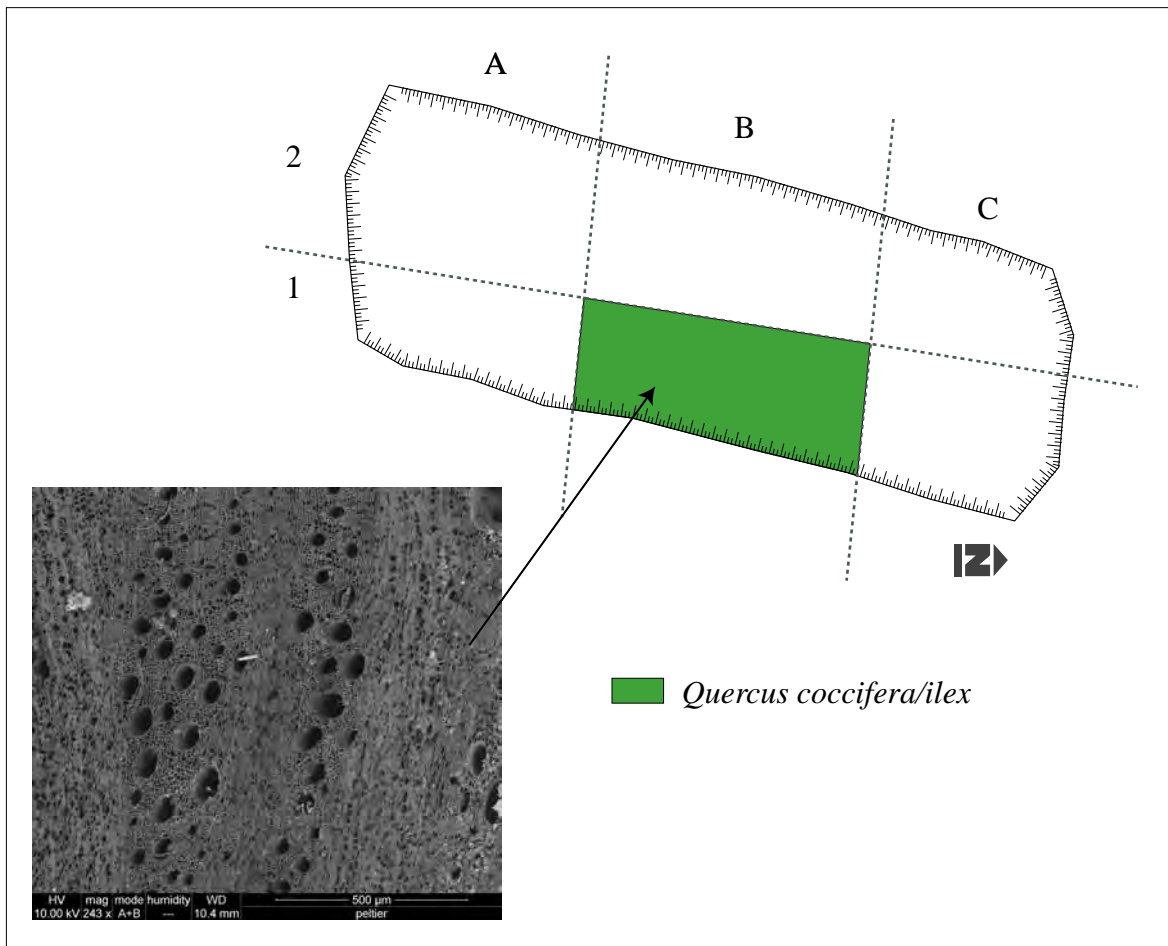 A
B
2
C
1
N
Quercus coccifera/ilex
HV mag mode humidity WD 500 µm
10.00 kV 243 x A+B --- 10.4 mm peltier